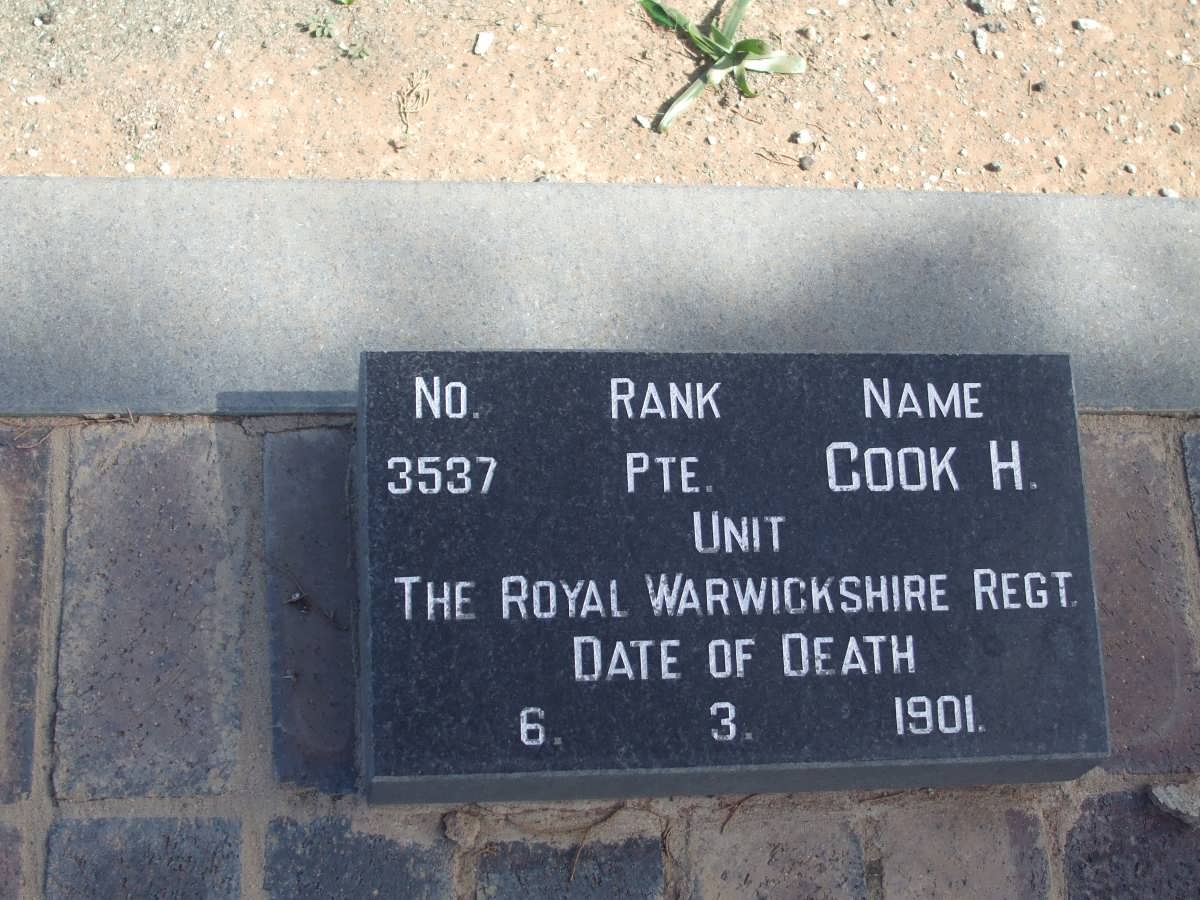 No. RANK NAME
3537 PTE. COOK H.
UNIT
THE ROYAL WARWICKSHIRE REGT.
DATE OF DEATH
6. 3. 1901.